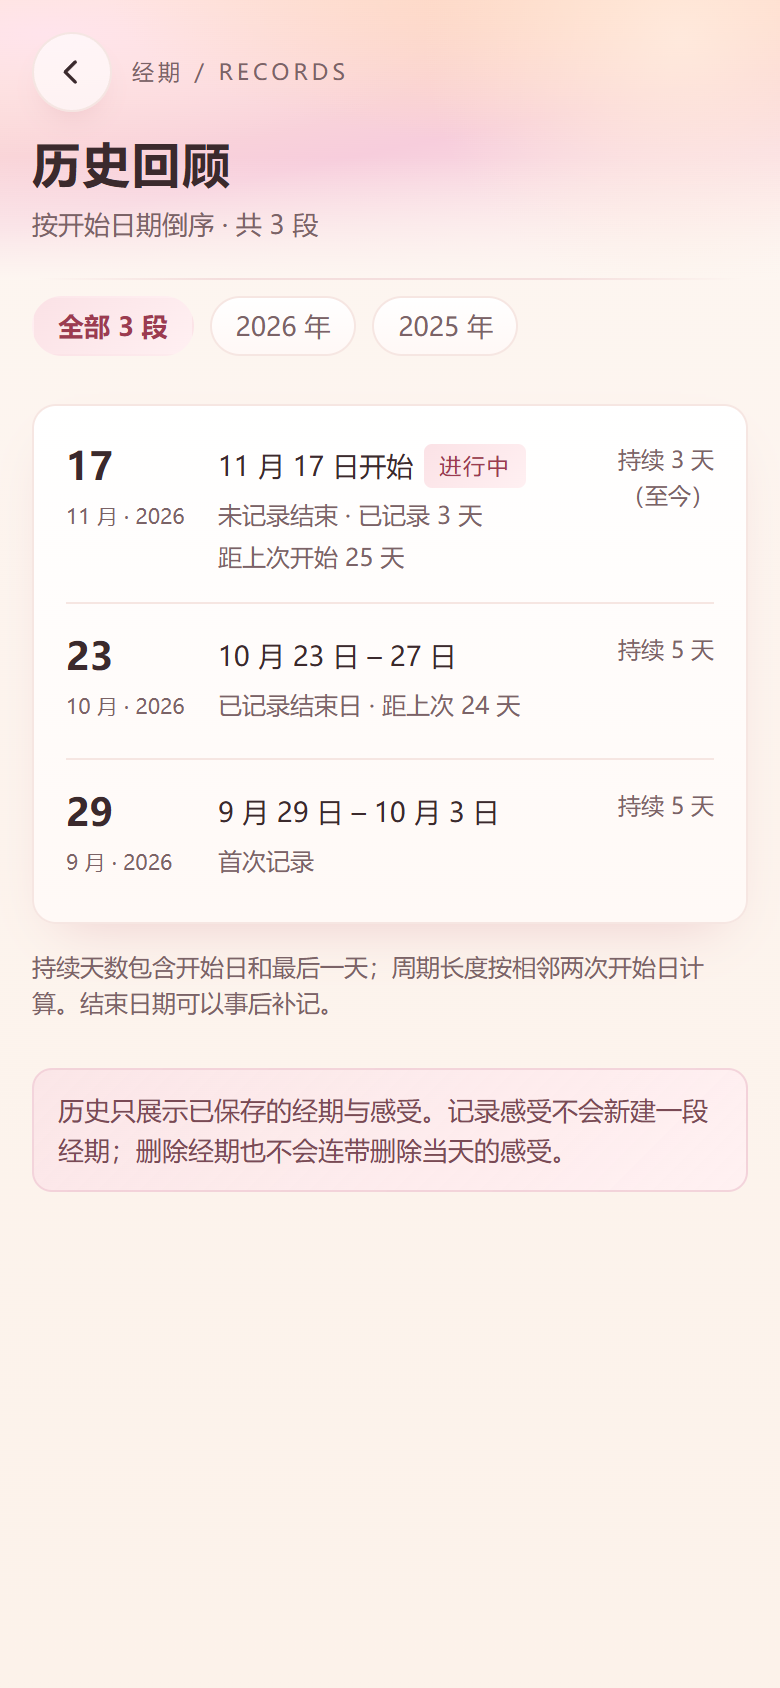 经期 / RECORDS
历史回顾
按开始日期倒序 · 共 3 段
全部 3 段
2026 年
2025 年
17
11 月 · 2026
11 月 17 日开始
进行中
未记录结束 · 已记录 3 天
距上次开始 25 天
持续 3 天
（至今）
23
10 月 · 2026
10 月 23 日 – 27 日
已记录结束日 · 距上次 24 天
持续 5 天
29
9 月 · 2026
9 月 29 日 – 10 月 3 日
首次记录
持续 5 天
持续天数包含开始日和最后一天；周期长度按相邻两次开始日计
算。结束日期可以事后补记。
历史只展示已保存的经期与感受。记录感受不会新建一段
经期；删除经期也不会连带删除当天的感受。